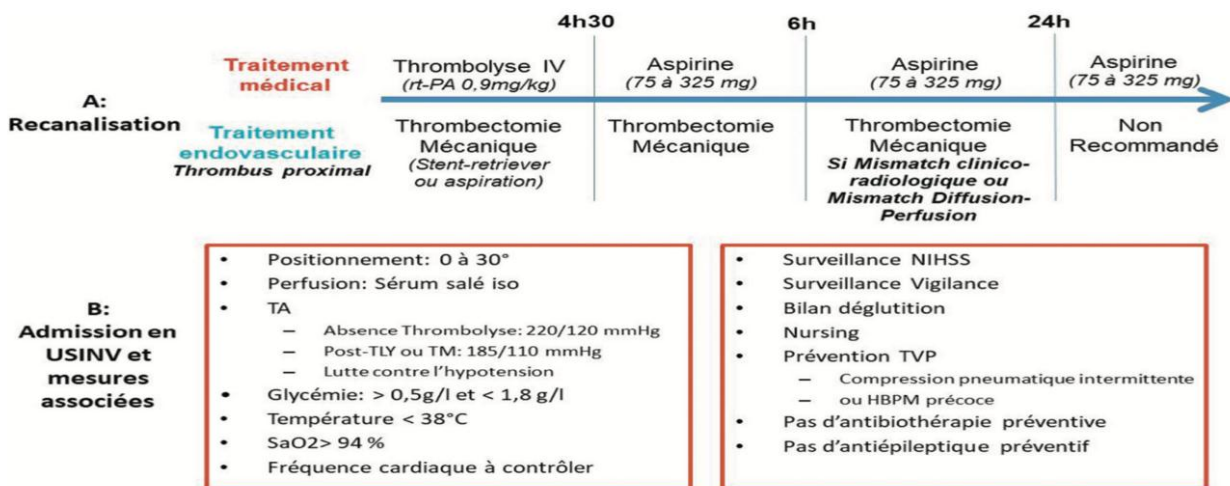 4h30
6h
24h
A:
Recanalisation
Traitement
médical
Thrombolyse IV
(rt-PA 0,9mg/kg)
Aspirine
(75 à 325 mg)
Aspirine
(75 à 325 mg)
Aspirine
(75 à 325 mg)
Traitement
endovasculaire
Thrombus proximal
Thrombectomie
Mécanique
(Stent-retriever
ou aspiration)
Thrombectomie
Mécanique
Thrombectomie
Mécanique
Si Mismatch clinico-
radiologique ou
Mismatch Diffusion-
Perfusion
Non
Recommandé
B:
Admission en
USINV et
mesures
associées
• Positionnement: 0 à 30°
• Perfusion: Sérum salé iso
• TA
– Absence Thrombolyse: 220/120 mmHg
– Post-TLY ou TM: 185/110 mmHg
– Lutte contre l'hypotension
• Glycémie: > 0,5g/l et < 1,8 g/l
• Température < 38°C
• SaO2> 94 %
• Fréquence cardiaque à contrôler
• Surveillance NIHSS
• Surveillance Vigilance
• Bilan déglutition
• Nursing
• Prévention TVP
– Compression pneumatique intermittente
– ou HBPM précoce
• Pas d'antibiothérapie préventive
• Pas d'antiépileptique préventif